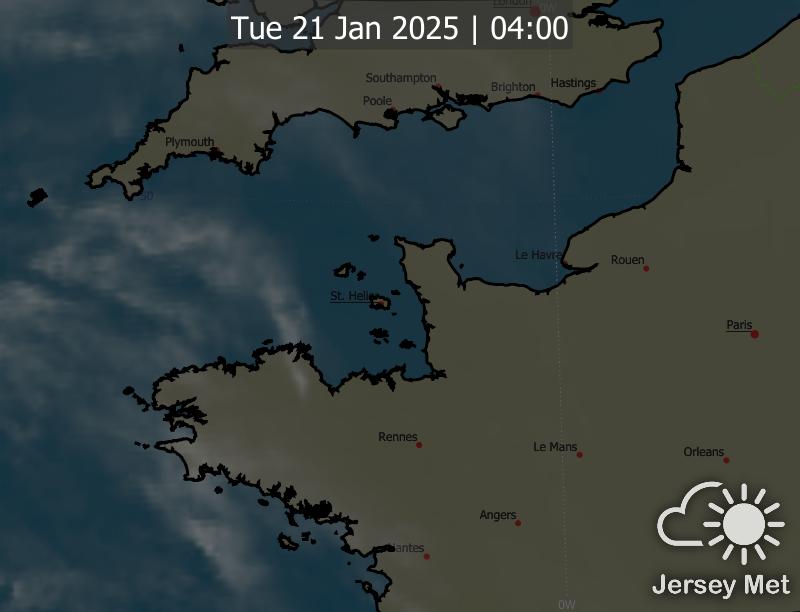 London
0W
Tue 21 Jan 2025 | 04:00
Southampton
Brighton
Hastings
Poole
Plymouth
50
Le Havre
Rouen
St. Helier
Paris
Rennes
Le Mans
Orleans
Angers
Nantes
Jersey Met
0W